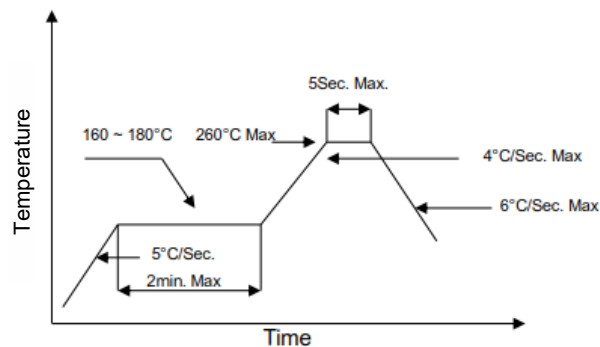 5Sec. Max.
160 ~ 180°C
260°C Max
4°C/Sec. Max
6°C/Sec. Max
5°C/Sec.
2min. Max
Temperature
Time